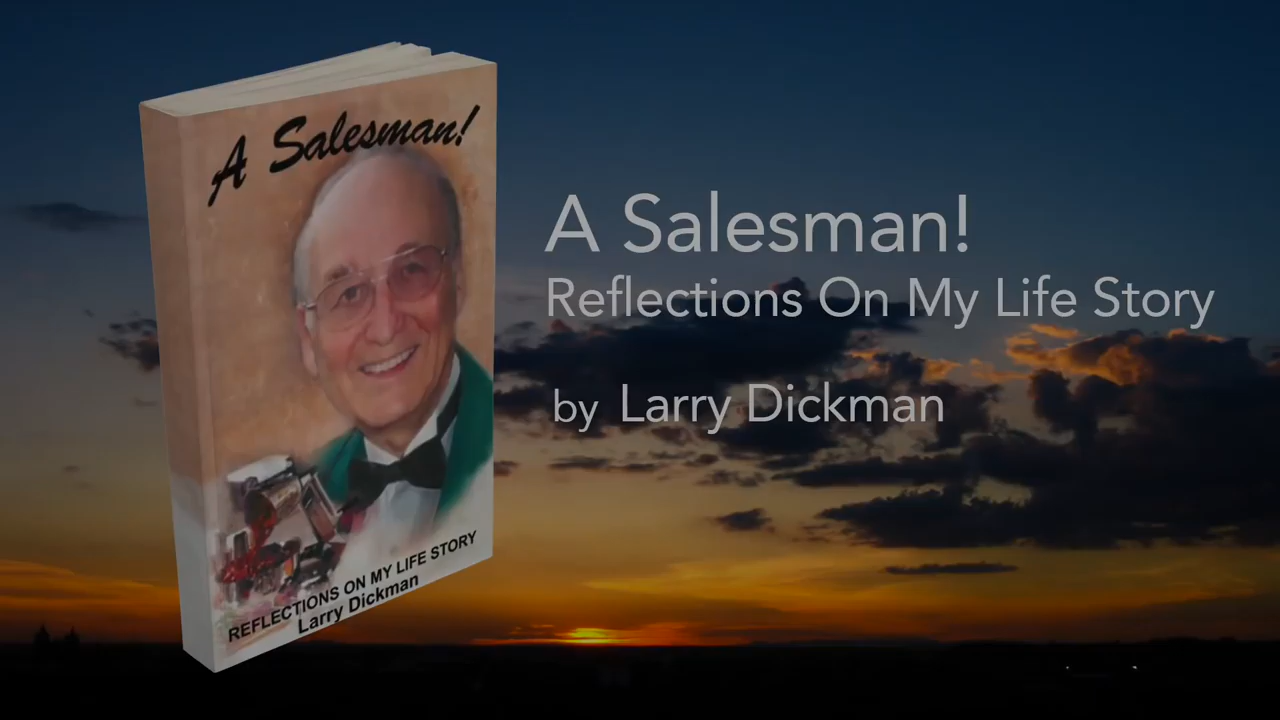 A Salesman!
REFLECTIONS ON MY LIFE STORY
Larry Dickman
A Salesman!
Reflections On My Life Story
by Larry Dickman